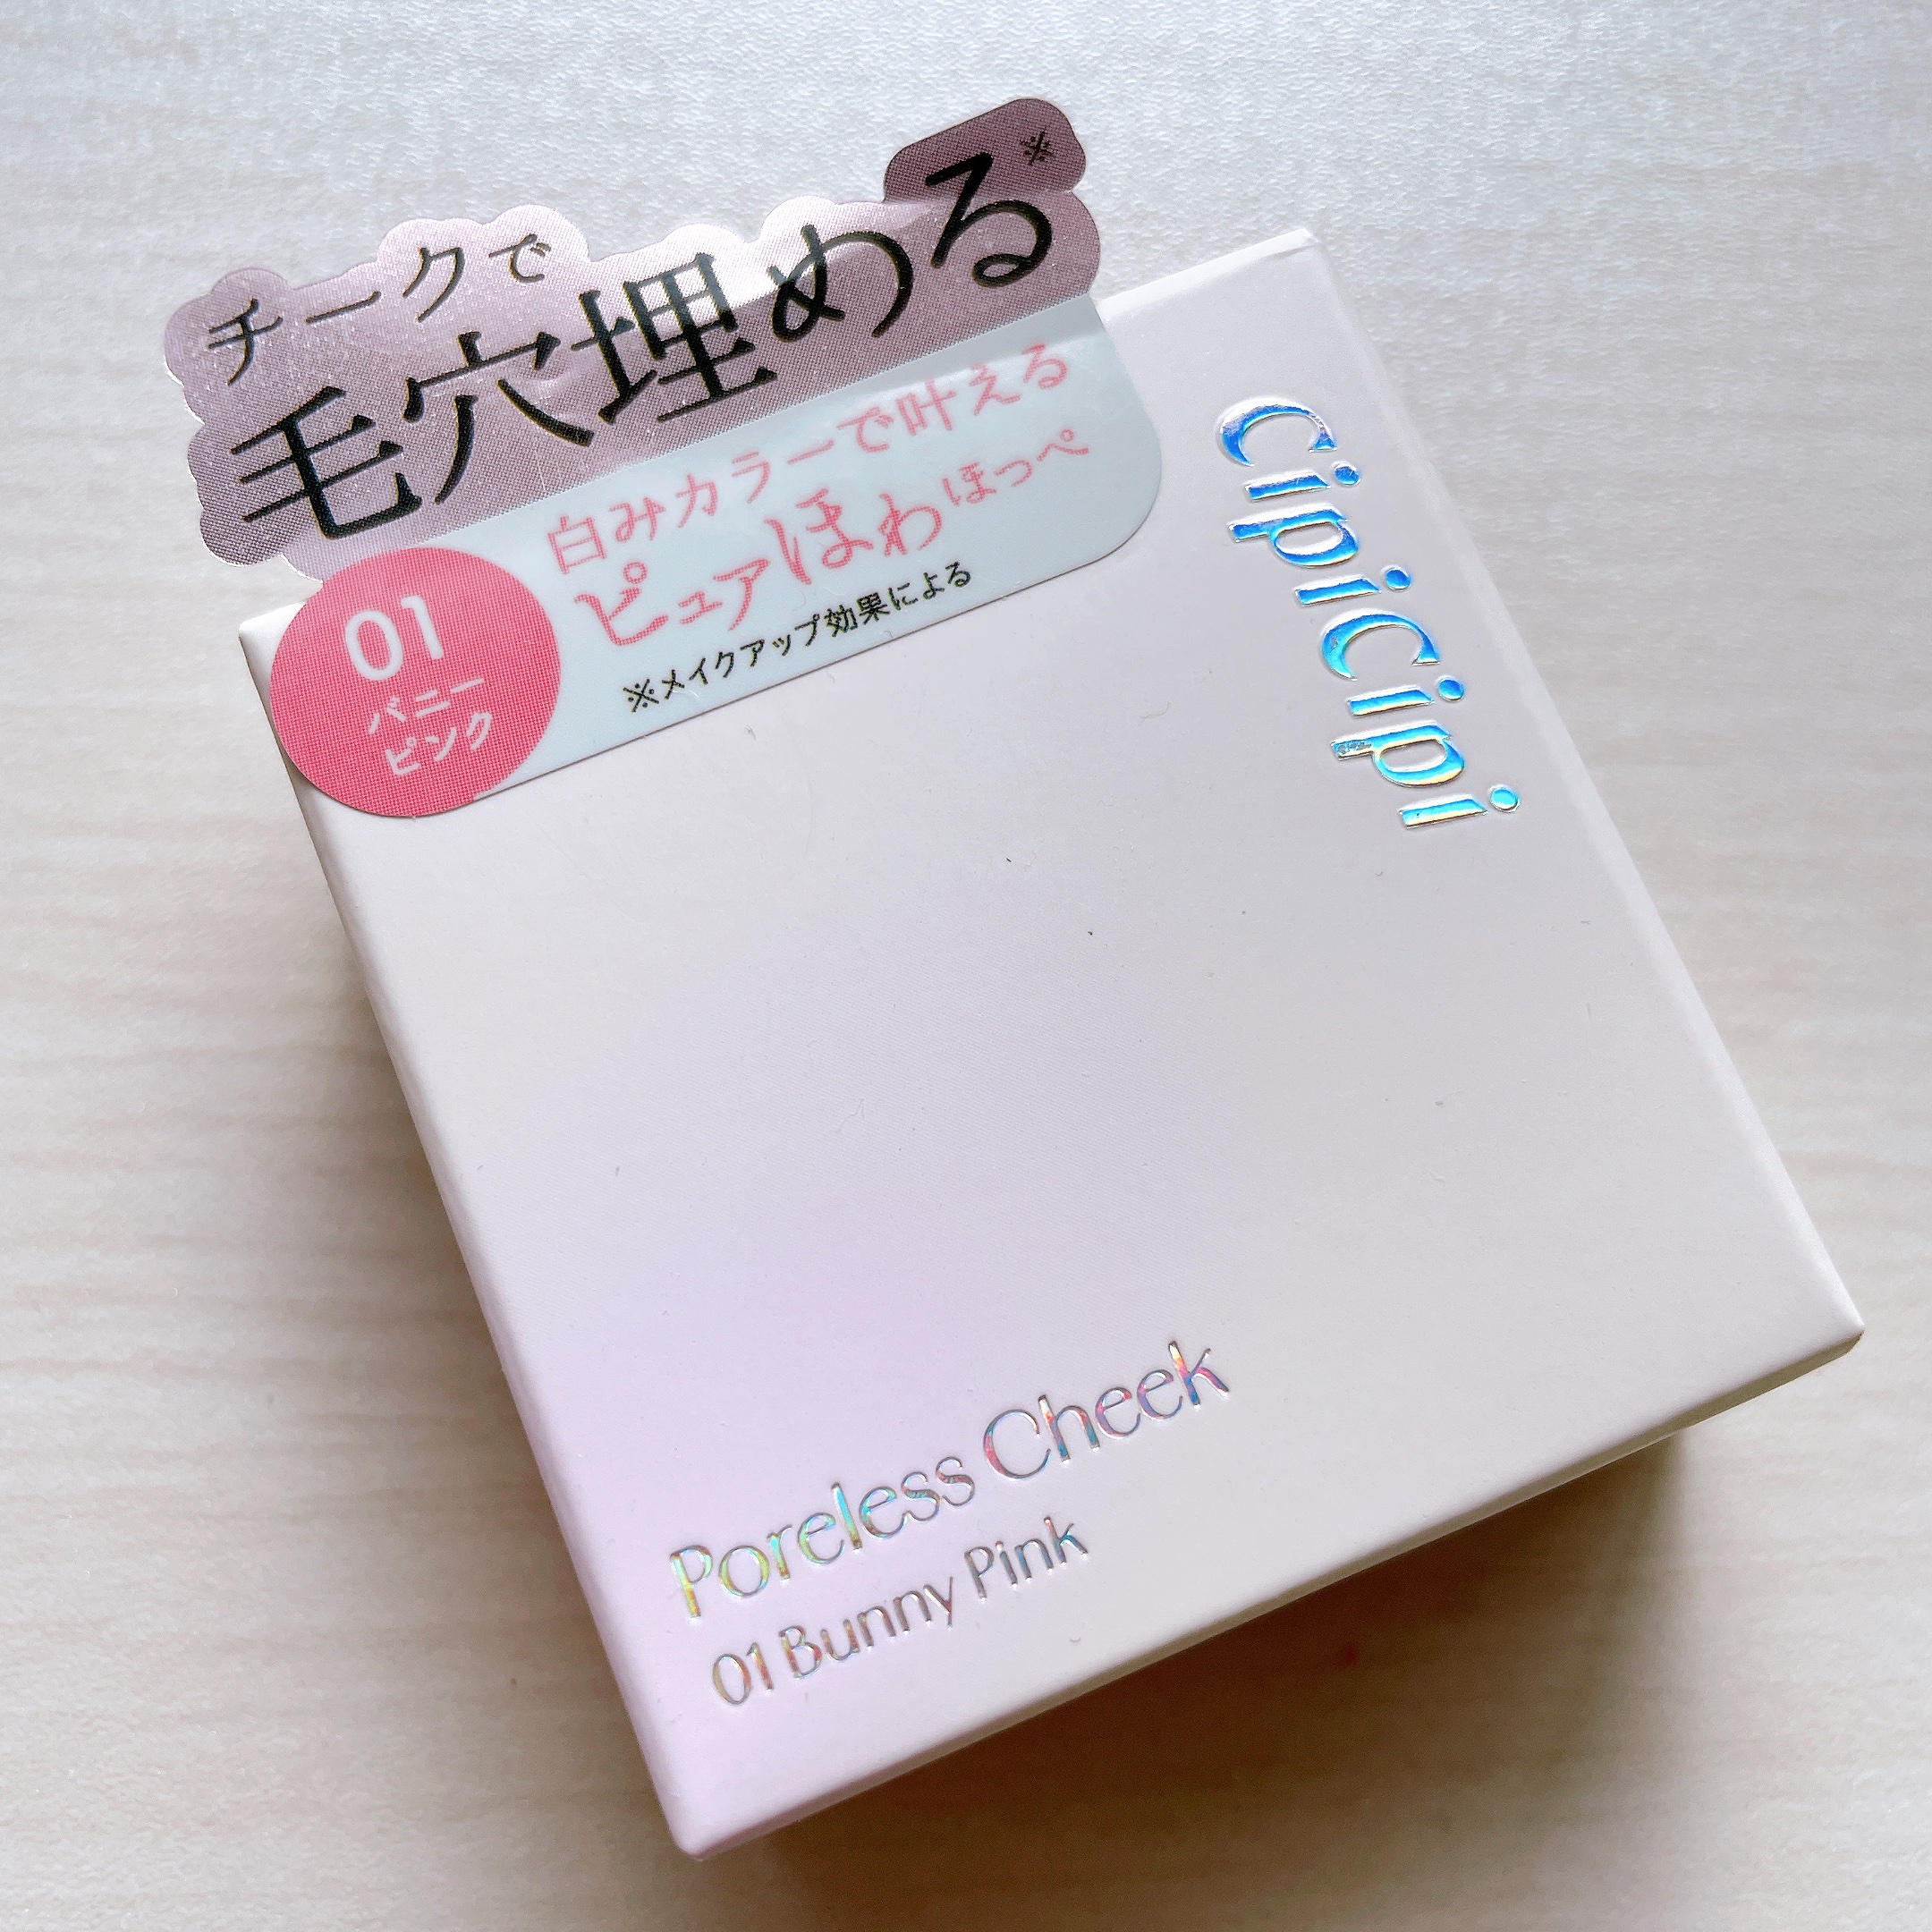 チークで
毛穴埋める※
白みカラーで叶える
ピュアほわほっぺ
※メイクアップ効果による
01
バニー
ピンク
CipiCipi
Poreless Cheek
01 Bunny Pink